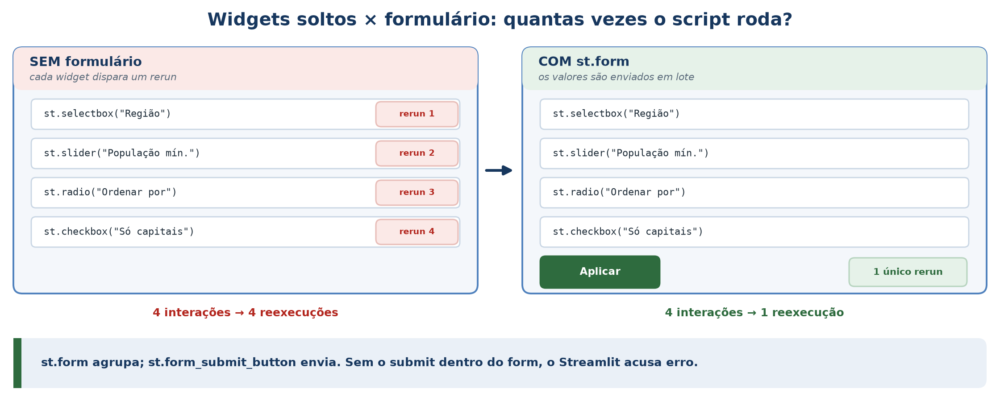 Widgets soltos × formulário: quantas vezes o script roda?
SEM formulário
cada widget dispara um rerun
st.selectbox("Região")
rerun 1
st.slider("População mín.")
rerun 2
st.radio("Ordenar por")
rerun 3
st.checkbox("Só capitais")
rerun 4
4 interações → 4 reexecuções
COM st.form
os valores são enviados em lote
st.selectbox("Região")
st.slider("População mín.")
st.radio("Ordenar por")
st.checkbox("Só capitais")
Aplicar
1 único rerun
4 interações → 1 reexecução
st.form agrupa; st.form_submit_button envia. Sem o submit dentro do form, o Streamlit acusa erro.